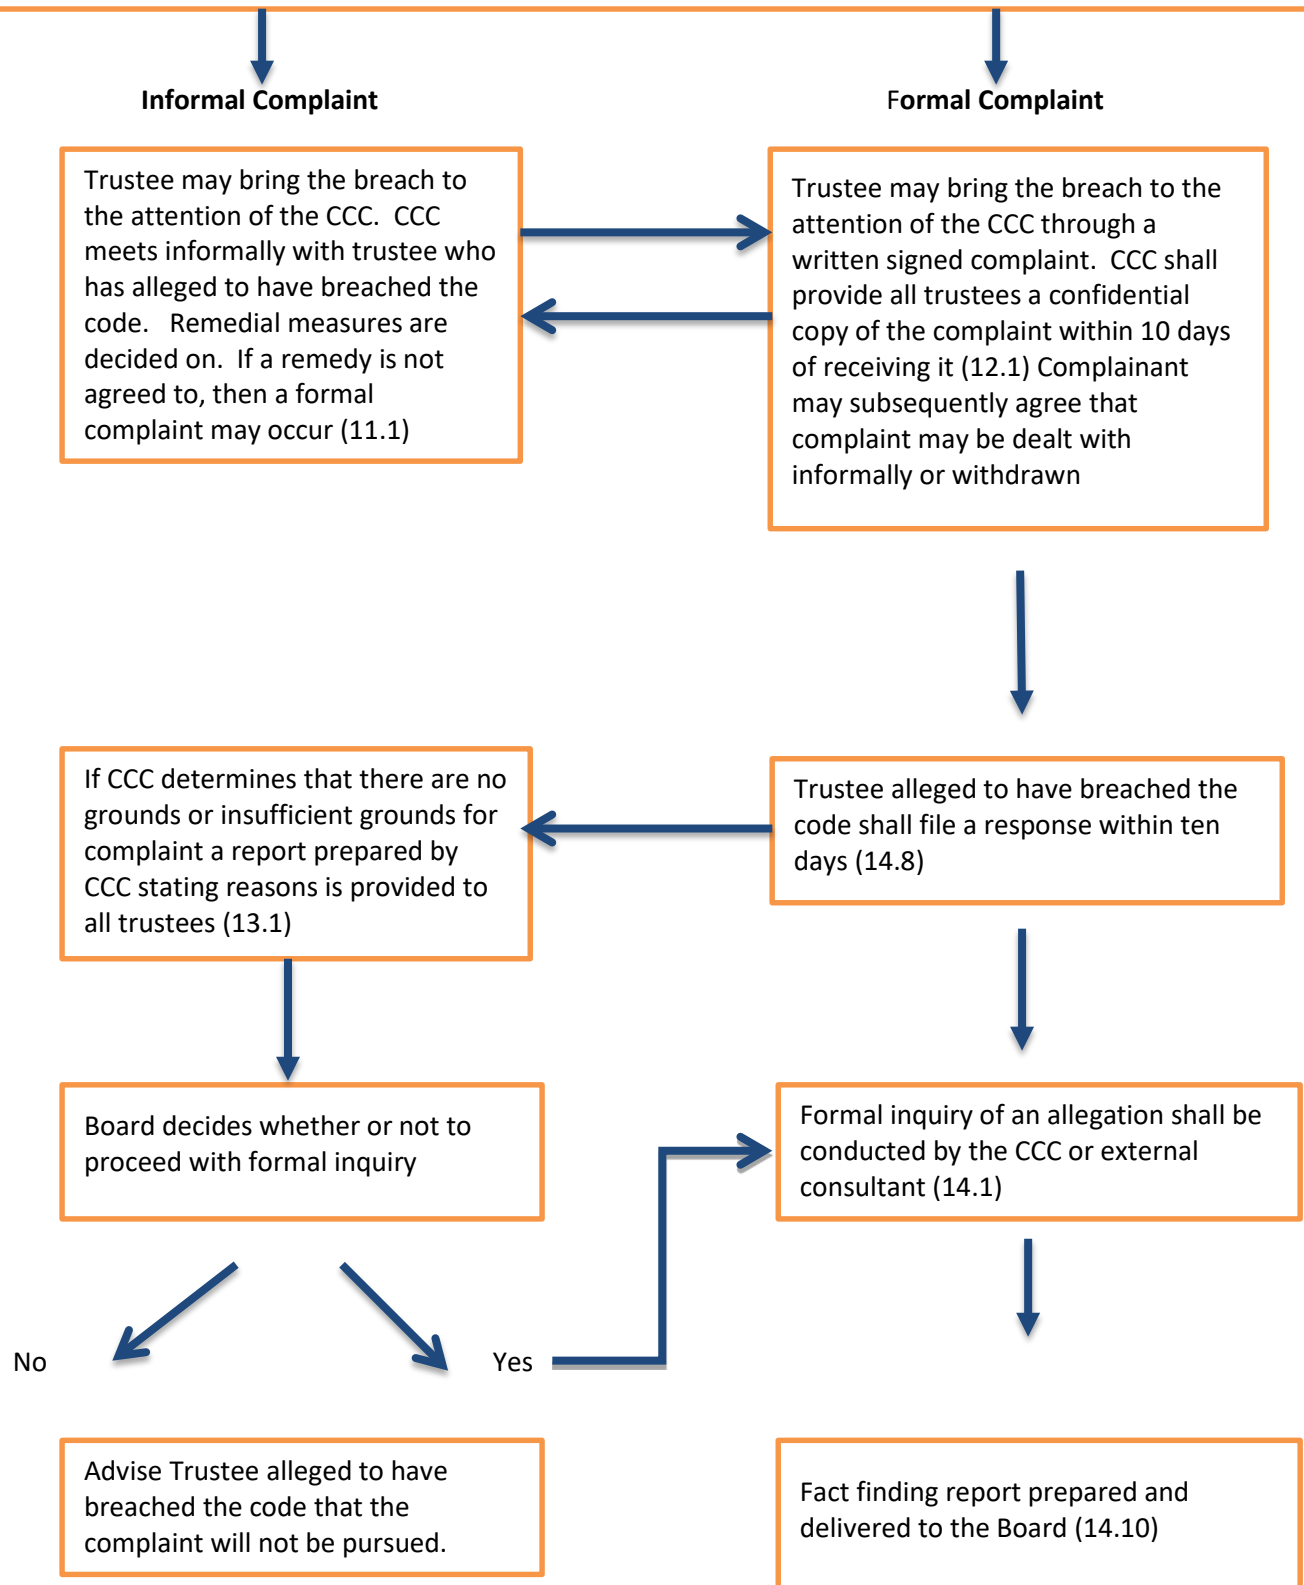 Informal Complaint
Formal Complaint
Trustee may bring the breach to
the attention of the CCC.  CCC
meets informally with trustee who
has alleged to have breached the
code.   Remedial measures are
decided on.  If a remedy is not
agreed to, then a formal
complaint may occur (11.1)
Trustee may bring the breach to the
attention of the CCC through a
written signed complaint.  CCC shall
provide all trustees a confidential
copy of the complaint within 10 days
of receiving it (12.1) Complainant
may subsequently agree that
complaint may be dealt with
informally or withdrawn
If CCC determines that there are no
grounds or insufficient grounds for
complaint a report prepared by
CCC stating reasons is provided to
all trustees (13.1)
Trustee alleged to have breached the
code shall file a response within ten
days (14.8)
Board decides whether or not to
proceed with formal inquiry
Formal inquiry of an allegation shall be
conducted by the CCC or external
consultant (14.1)
No
Yes
Advise Trustee alleged to have
breached the code that the
complaint will not be pursued.
Fact finding report prepared and
delivered to the Board (14.10)